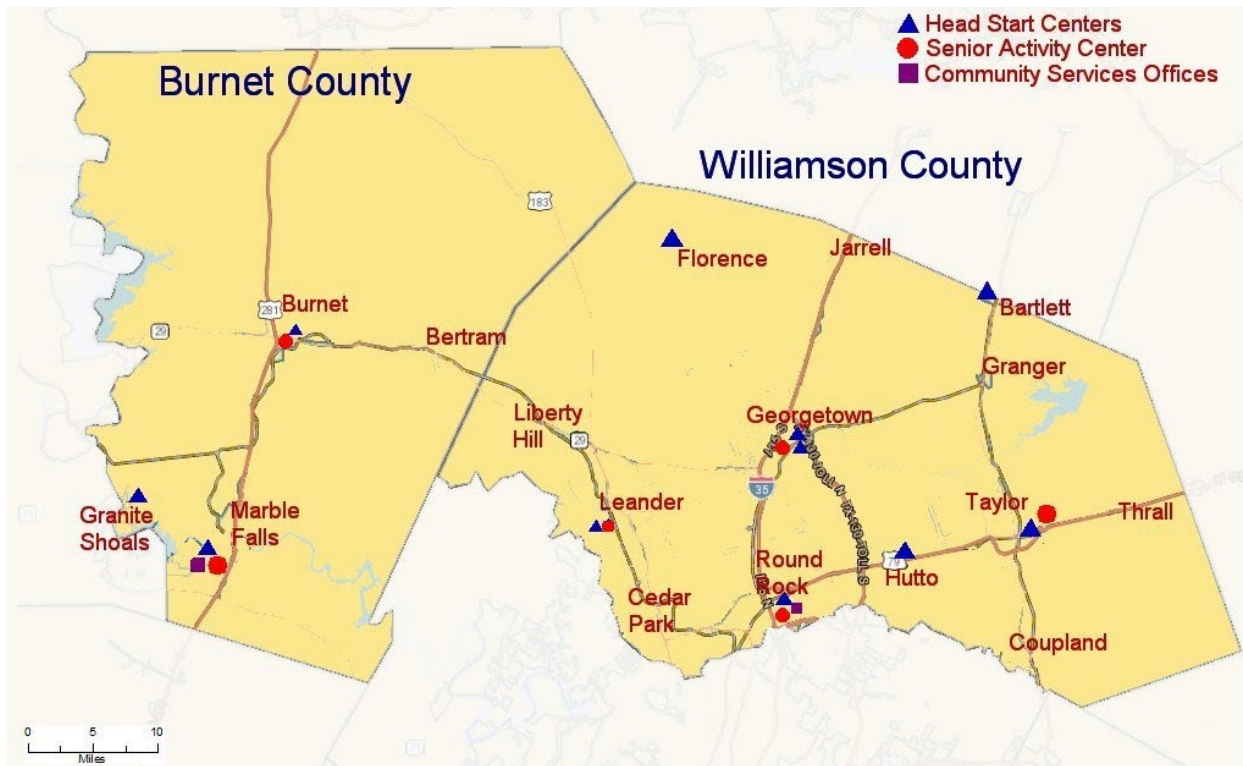 Head Start Centers
Senior Activity Center
Community Services Offices
Burnet County
Williamson County
183
Florence
Jarrell
Bartlett
281
Burnet
29
Bertram
Granger
Liberty
Hill
29
Georgetown
35
Leander
Taylor
Thrall
Granite
Shoals
Marble
Falls
Round
Rock
79
Hutto
Cedar
Park
Coupland
0 5 10
Miles